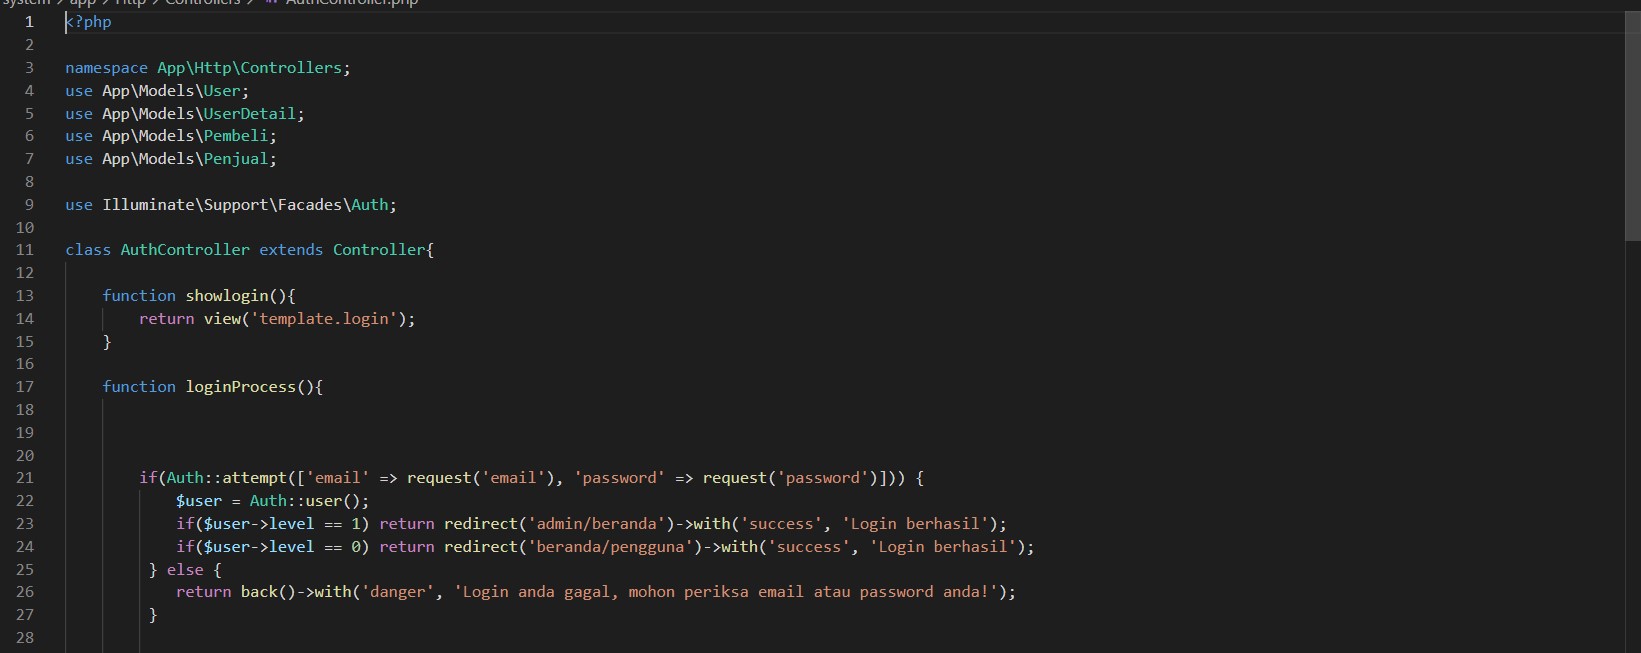 system > app > Http > Controllers > AuthController.php
1 <?php
2
3 namespace App\Http\Controllers;
4 use App\Models\User;
5 use App\Models\UserDetail;
6 use App\Models\Pembeli;
7 use App\Models\Penjual;
8
9 use Illuminate\Support\Facades\Auth;
10
11 class AuthController extends Controller{
12
13 function showlogin(){
14 return view('template.login');
15 }
16
17 function loginProcess(){
18
19
20
21 if(Auth::attempt(['email' => request('email'), 'password' => request('password')])) {
22 $user = Auth::user();
23 if($user->level == 1) return redirect('admin/beranda')->with('success', 'Login berhasil');
24 if($user->level == 0) return redirect('beranda/pengguna')->with('success', 'Login berhasil');
25 } else {
26 return back()->with('danger', 'Login anda gagal, mohon periksa email atau password anda!');
27 }
28